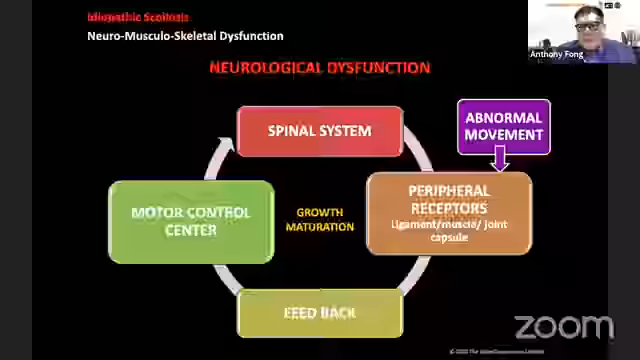 Idiopathic Scoliosis
Neuro-Musculo-Skeletal Dysfunction
Anthony Fong
NEUROLOGICAL DYSFUNCTION
SPINAL SYSTEM
ABNORMAL
MOVEMENT
PERIPHERAL
RECEPTORS
Ligament/muscle/ joint
capsule
MOTOR CONTROL
CENTER
GROWTH
MATURATION
FEED BACK
zoom
© The